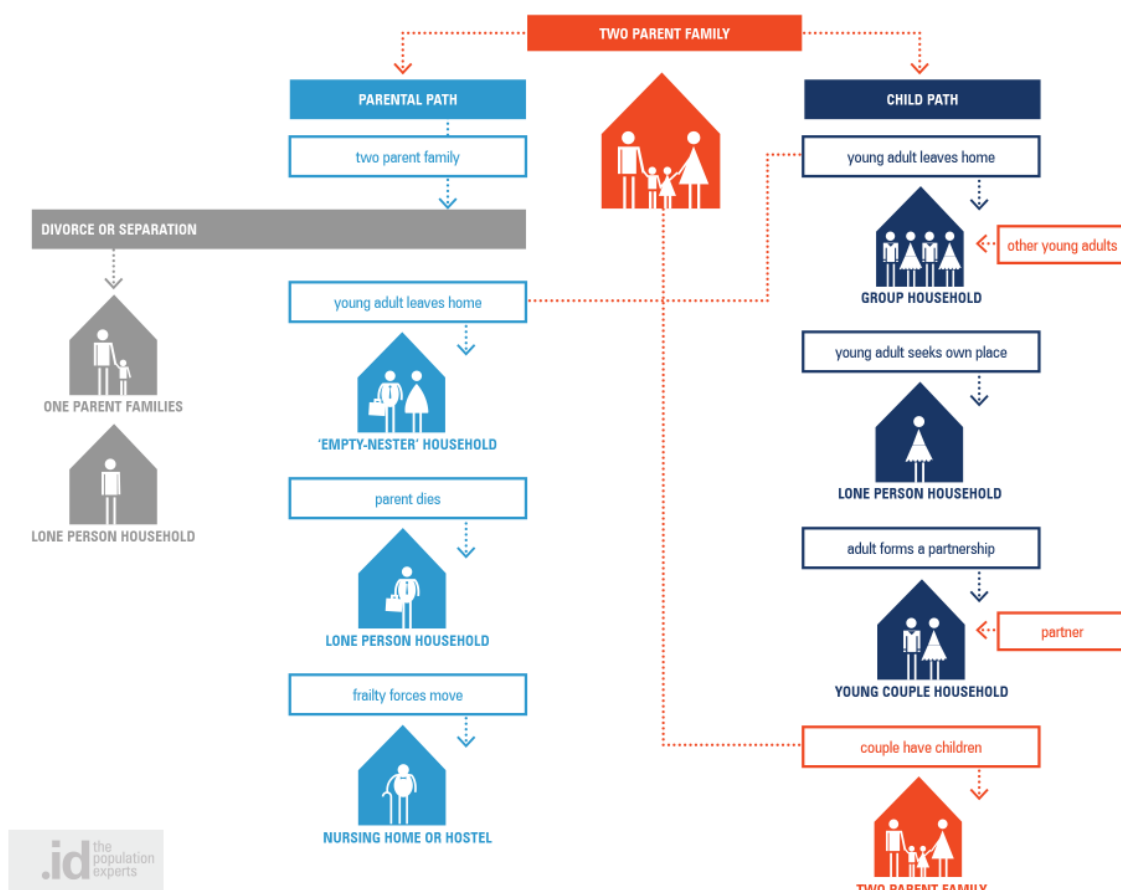 TWO PARENT FAMILY
PARENTAL PATH
two parent family
DIVORCE OR SEPARATION
ONE PARENT FAMILIES
LONE PERSON HOUSEHOLD
young adult leaves home
'EMPTY-NESTER' HOUSEHOLD
parent dies
LONE PERSON HOUSEHOLD
frailty forces move
NURSING HOME OR HOSTEL
CHILD PATH
young adult leaves home
other young adults
GROUP HOUSEHOLD
young adult seeks own place
LONE PERSON HOUSEHOLD
adult forms a partnership
partner
YOUNG COUPLE HOUSEHOLD
couple have children
TWO PARENT FAMILY
.id the
population
experts